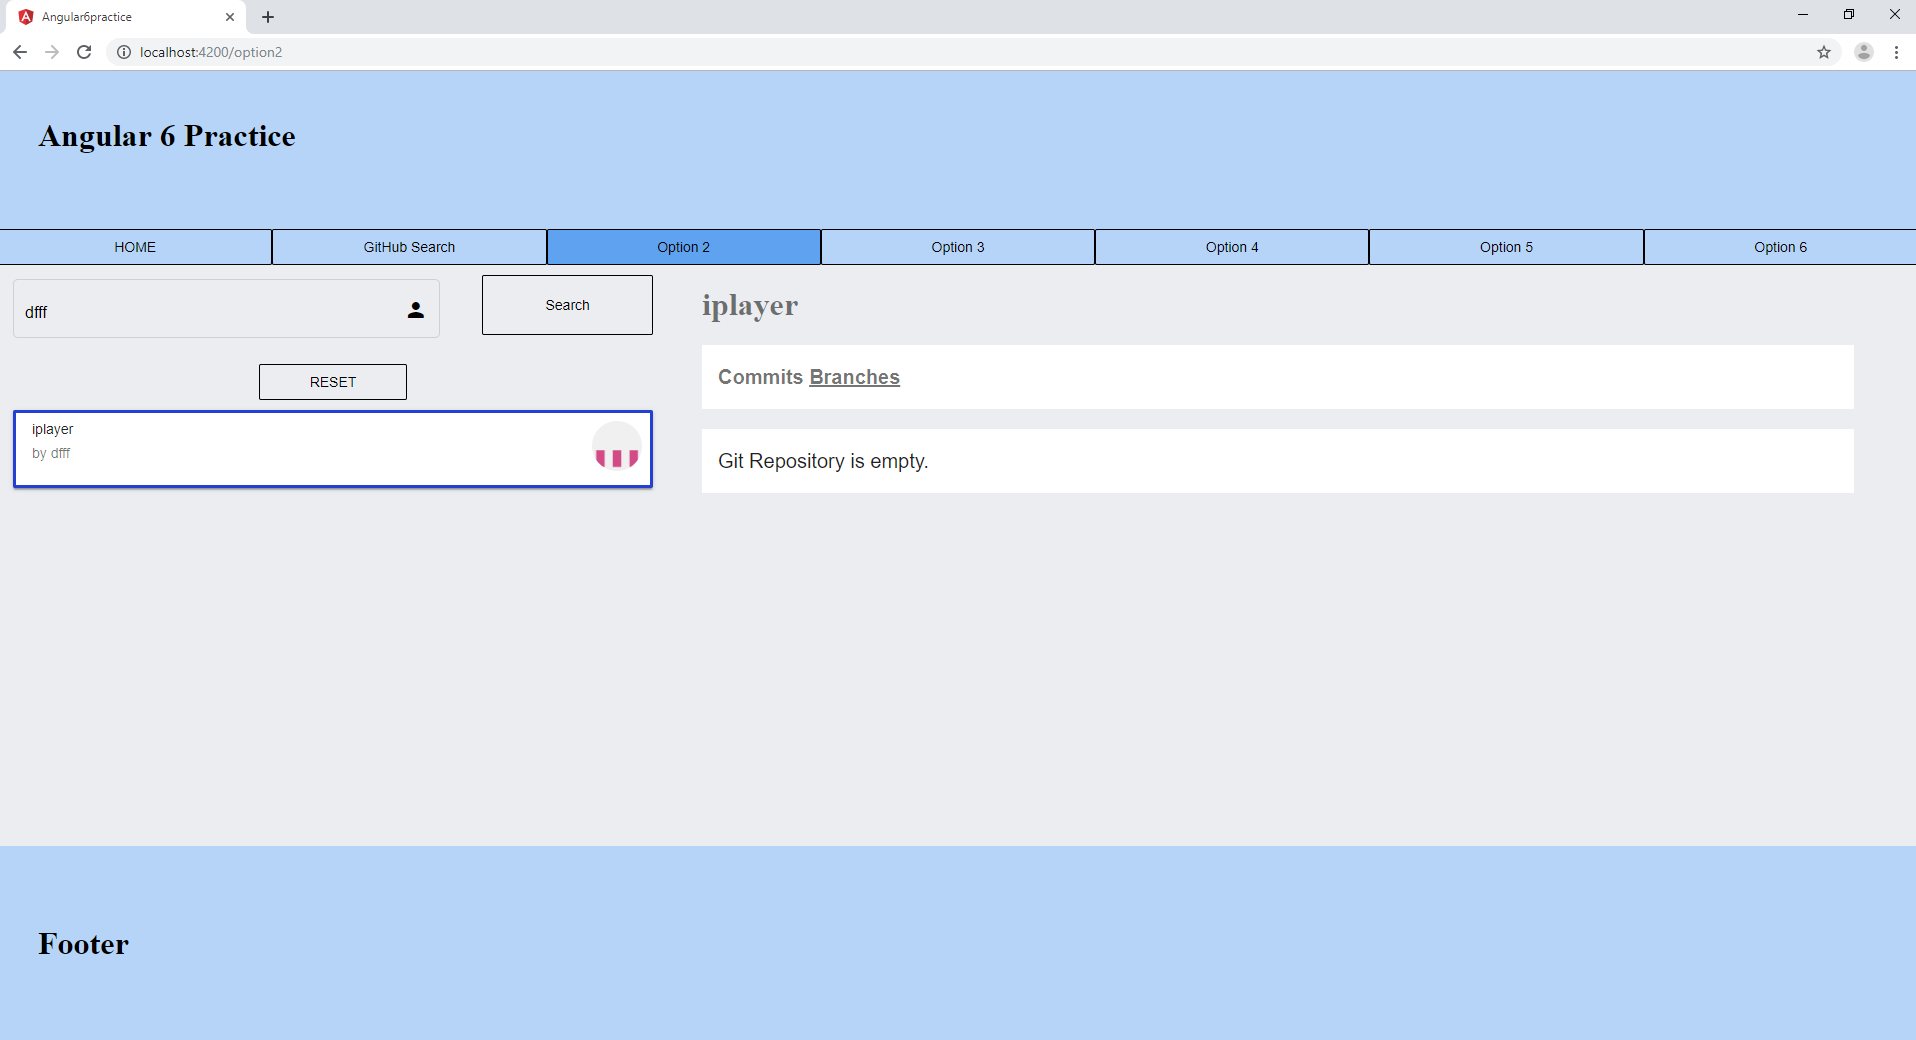 Angular6practice
localhost:4200/option2
Angular 6 Practice
HOME GitHub Search Option 2 Option 3 Option 4 Option 5 Option 6
dfff
Search
RESET
iplayer
by dfff
iplayer
Commits Branches
Git Repository is empty.
Footer